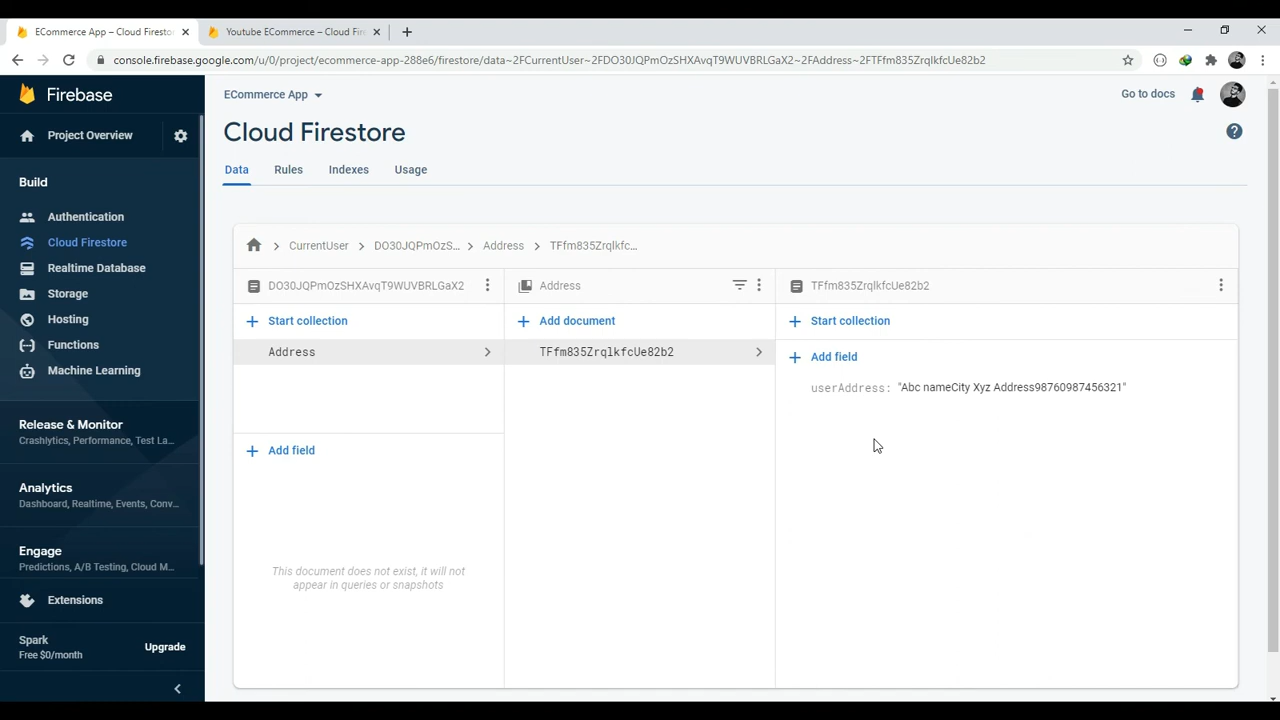 ECommerce App – Cloud Firestor
Youtube ECommerce – Cloud Fir
console.firebase.google.com/u/0/project/ecommerce-app-288e6/firestore/data~2FCurrentUser~2FDO30JQPmOzSHXAvqT9WUVBRLGaX2~2FAddress~2FTFfm835ZrqlkfcUe82b2
Firebase
Project Overview
Build
Authentication
Cloud Firestore
Realtime Database
Storage
Hosting
Functions
Machine Learning
Release & Monitor
Crashlytics, Performance, Test La...
Analytics
Dashboard, Realtime, Events, Conv...
Engage
Predictions, A/B Testing, Cloud M...
Extensions
Spark
Free $0/month
Upgrade
ECommerce App
Go to docs
Cloud Firestore
Data Rules Indexes Usage
CurrentUser DO30JQPmOzS... Address TFfm835Zrqlkfc...
DO30JQPmOzSHXAvqT9WUVBRLGaX2
Start collection
Address
Add field
This document does not exist, it will not
appear in queries or snapshots
Address
Add document
TFfm835ZrqlkfcUe82b2
TFfm835ZrqlkfcUe82b2
Start collection
Add field
userAddress: "Abc nameCity Xyz Address98760987456321"